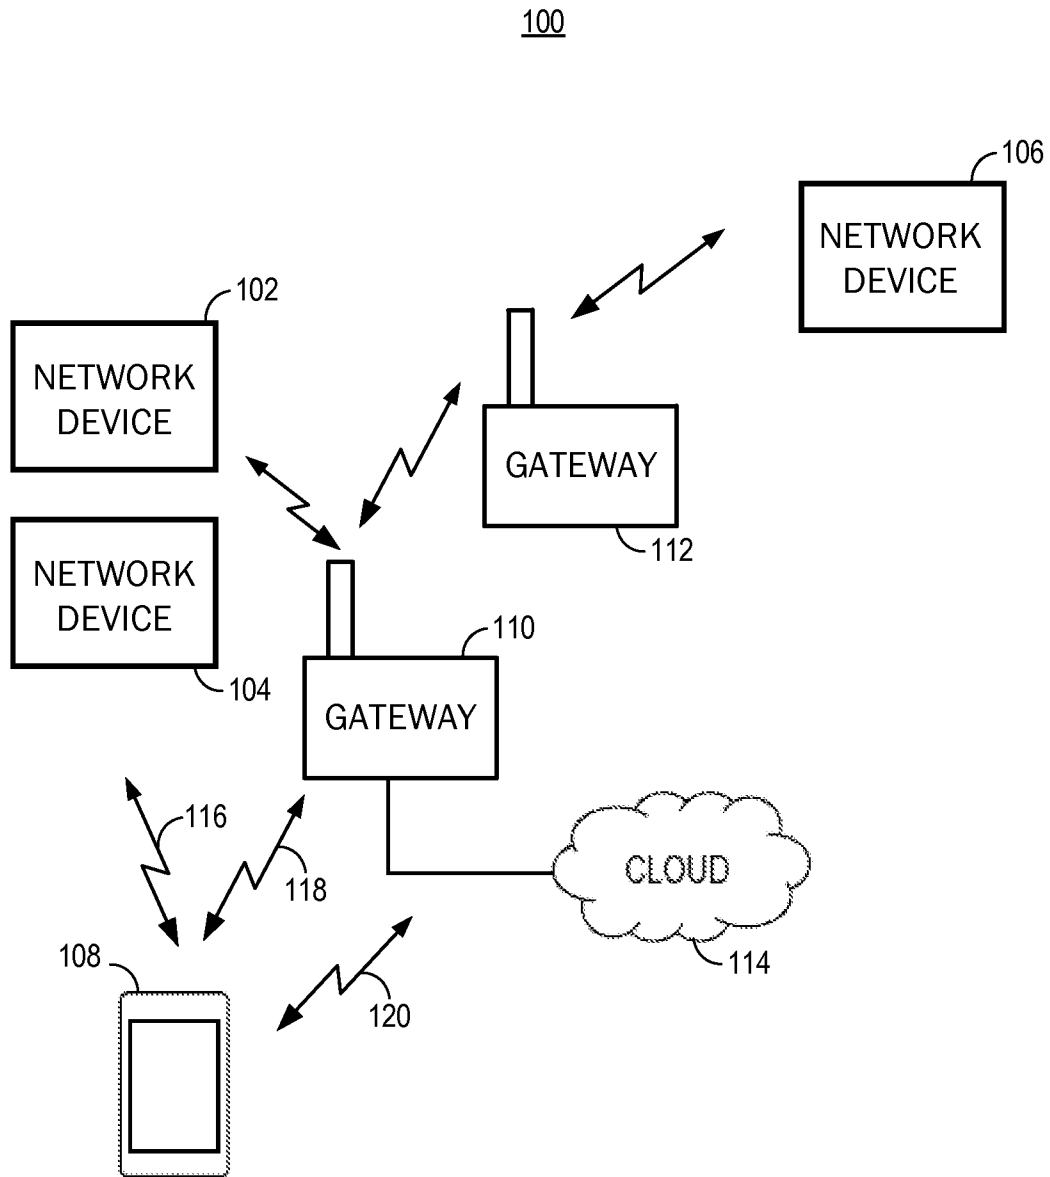 100
106
NETWORK
DEVICE
102
NETWORK
DEVICE
GATEWAY
112
NETWORK
DEVICE
104
110
GATEWAY
116
118
CLOUD
114
108
120